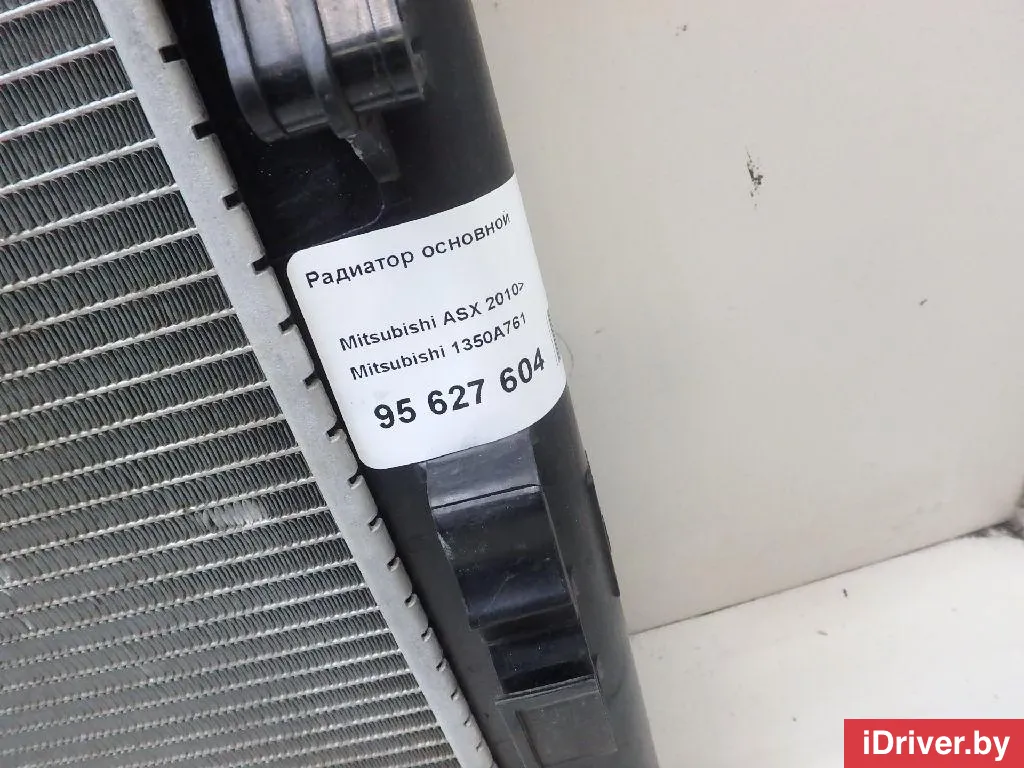 Радиатор основной
Mitsubishi ASX 2010>
Mitsubishi 1350A761
95 627 604
iDriver.by